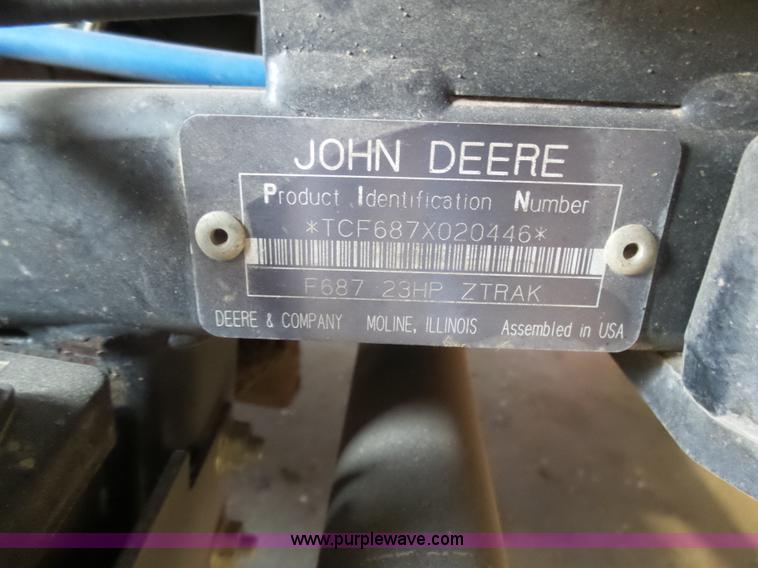 JOHN DEERE
Product Identification Number
*TCF687X020446*
F687 23HP ZTRAK
DEERE & COMPANY MOLINE, ILLINOIS Assembled in USA
www.purplewave.com